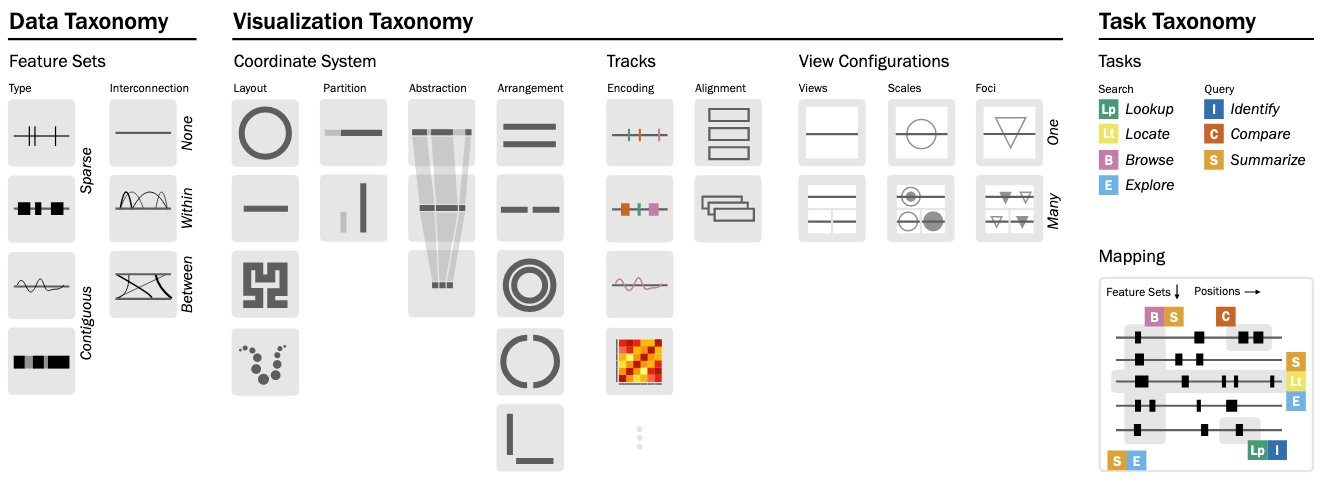 Data Taxonomy
Visualization Taxonomy
Task Taxonomy
Feature Sets
Coordinate System
Tracks
View Configurations
Tasks
Type
Interconnection
Layout
Partition
Abstraction
Arrangement
Encoding
Alignment
Views
Scales
Foci
Search
Query
Sparse
Contiguous
None
Within
Between
One
Many
Lp Lookup
I Identify
Lt Locate
C Compare
B Browse
S Summarize
E Explore
Mapping
Feature Sets ↓ Positions →
B S
C
S
Lt
E
Lp I
S E